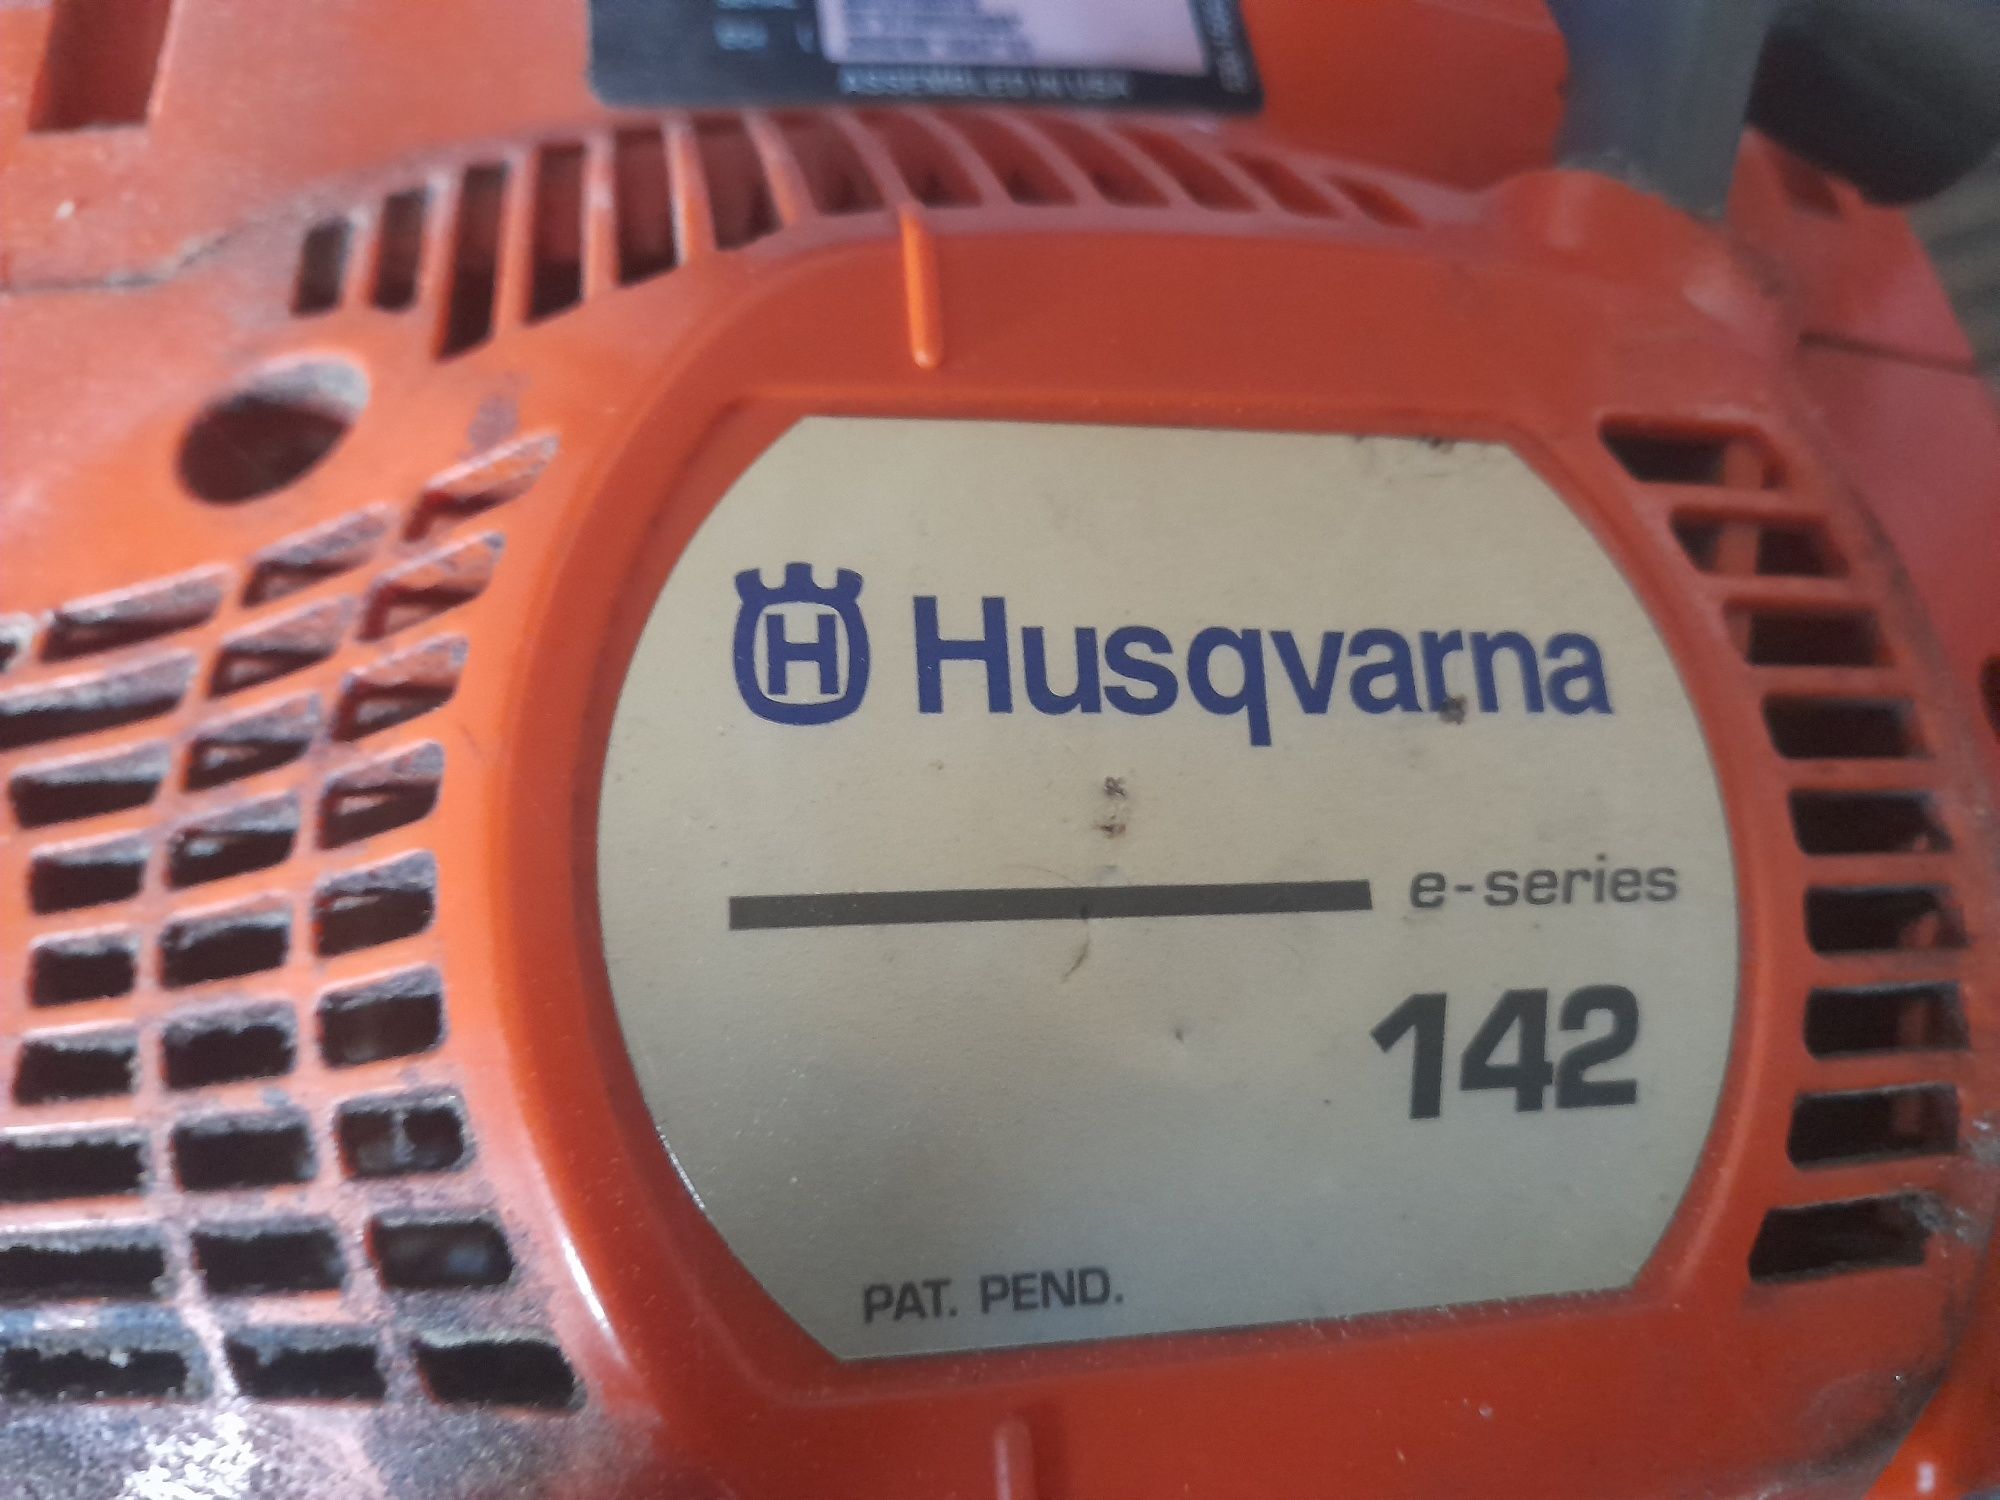 ASSEMBLED IN USA
H Husqvarna
e-series
142
PAT. PEND.